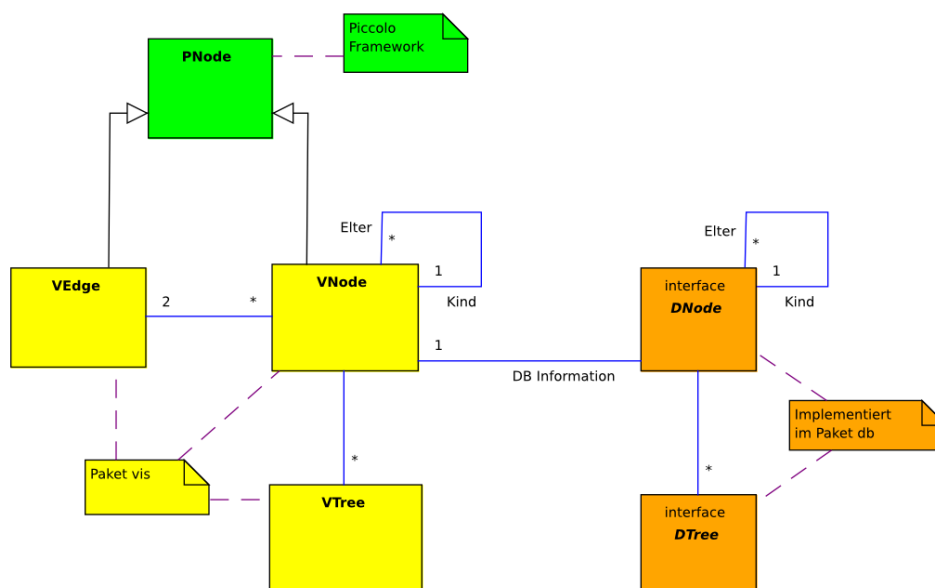 Piccolo
Framework
PNode
Elter
*
1
Kind
Elter
*
1
Kind
VEdge
2
*
VNode
interface
DNode
1
DB Information
Implementiert
im Paket db
Paket vis
*
*
VTree
interface
DTree